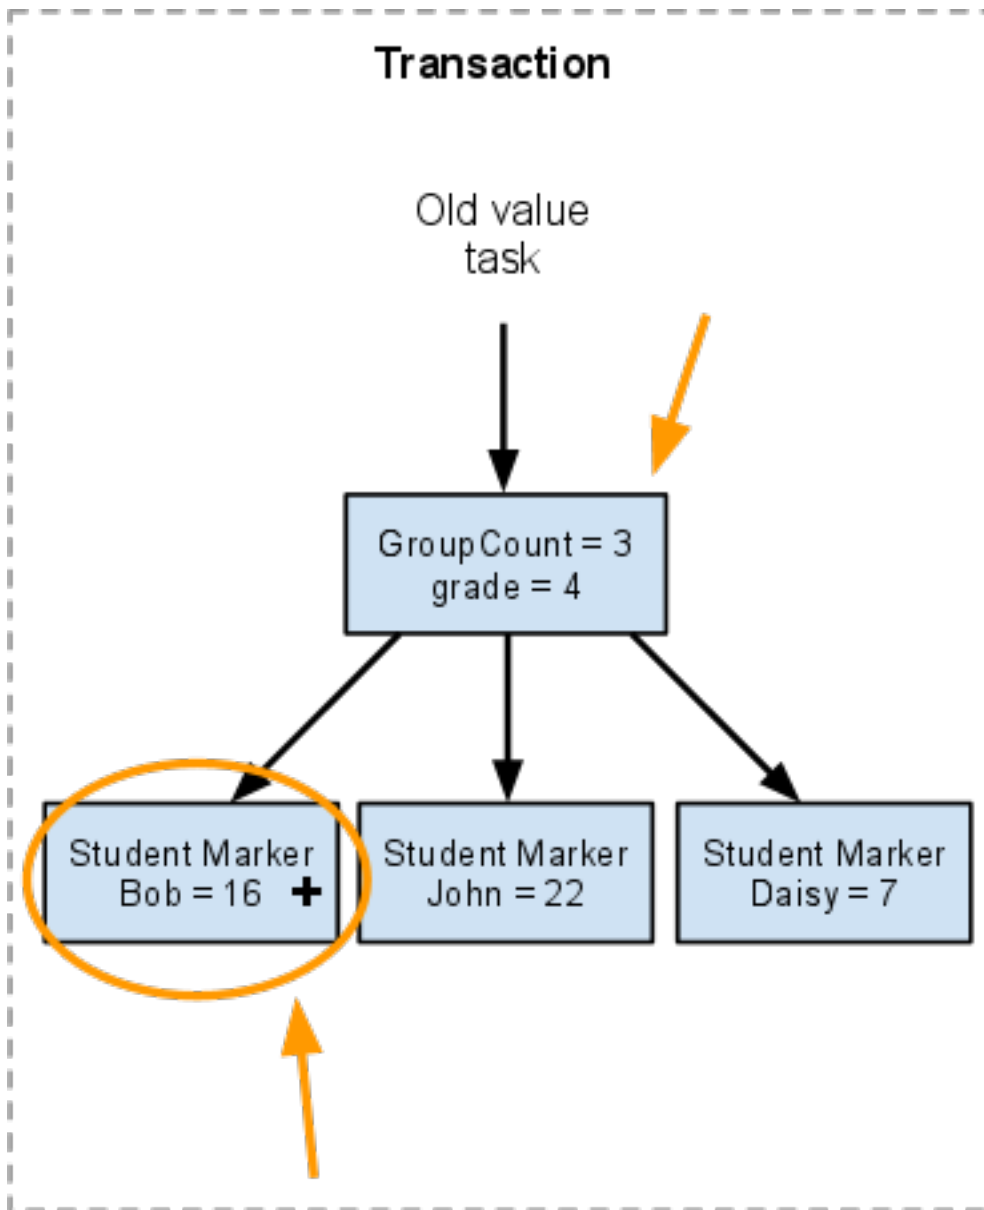 Transaction
Old value
task
GroupCount = 3
grade = 4
Student Marker
Bob = 16 +
Student Marker
John = 22
Student Marker
Daisy = 7